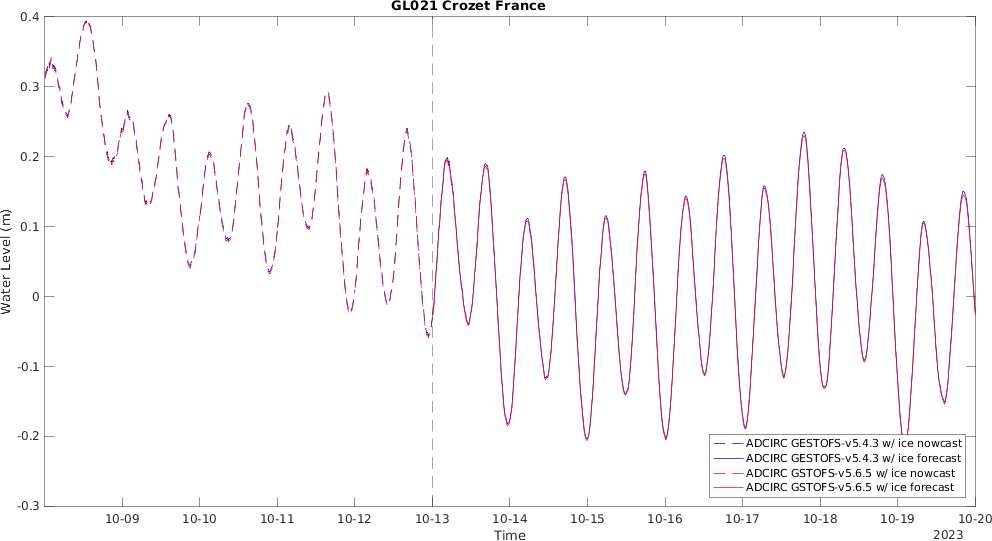 GL021 Crozet France
0.4
0.3
0.2
0.1
0
-0.1
-0.2
-0.3
Water Level (m)
10-09 10-10 10-11 10-12 10-13 10-14 10-15 10-16 10-17 10-18 10-19 10-20
Time
2023
ADCIRC GESTOFS-v5.4.3 w/ ice nowcast
ADCIRC GESTOFS-v5.4.3 w/ ice forecast
ADCIRC GSTOFS-v5.6.5 w/ ice nowcast
ADCIRC GSTOFS-v5.6.5 w/ ice forecast